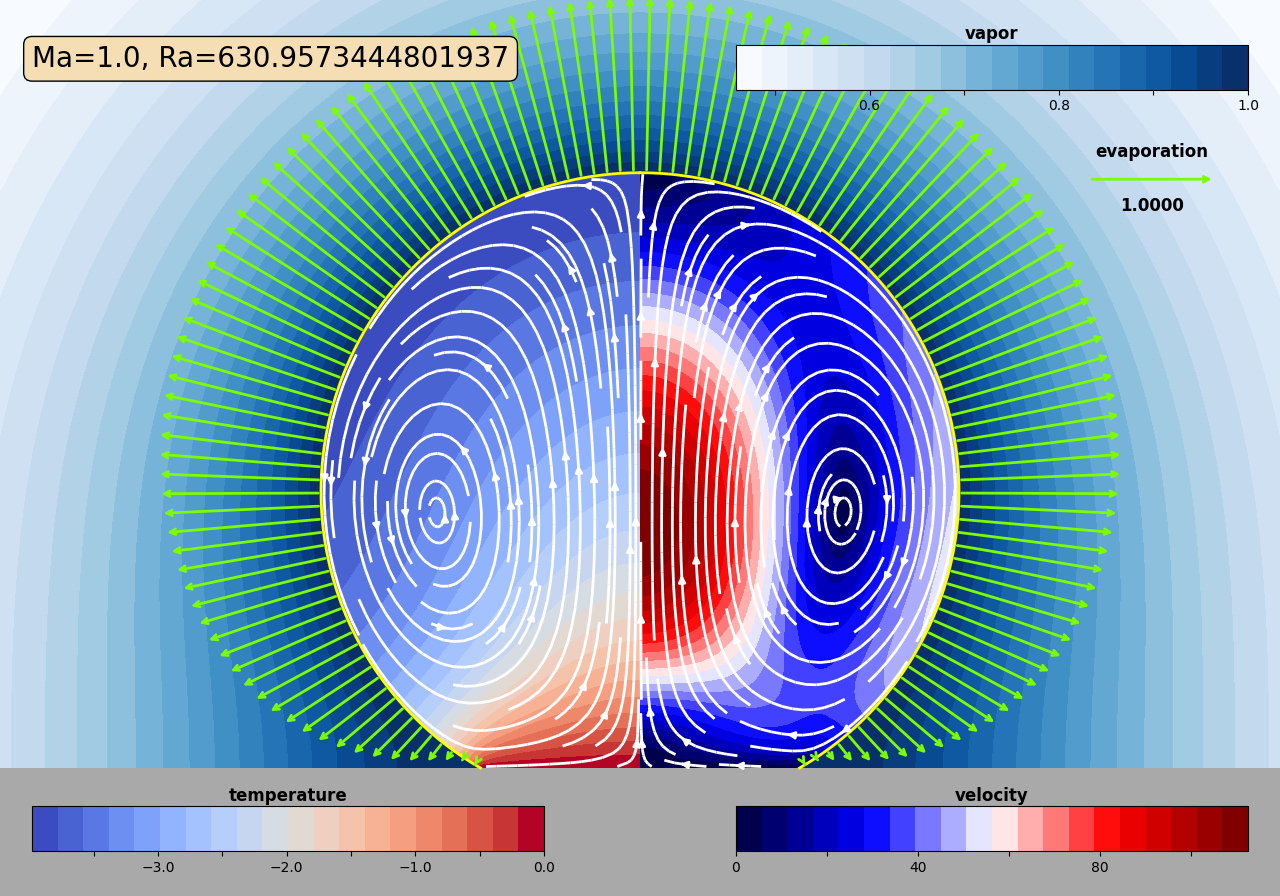 Ma=1.0, Ra=630.9573444801937
vapor
0.6 0.8 1.0
evaporation
1.0000
temperature
−3.0 −2.0 −1.0 0.0
velocity
0 40 80